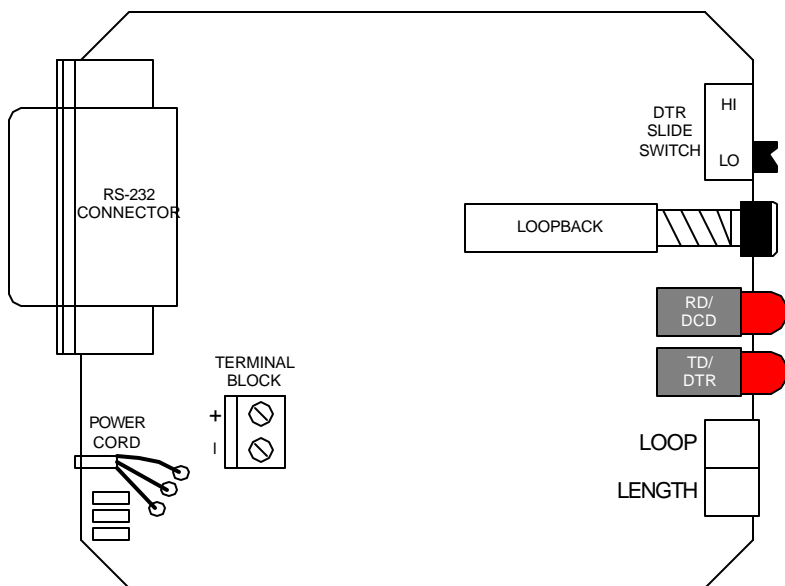 HI
DTR
SLIDE
SWITCH
LO
RS-232
CONNECTOR
LOOPBACK
RD/
DCD
TD/
DTR
TERMINAL
BLOCK
+
–
POWER
CORD
LOOP
LENGTH